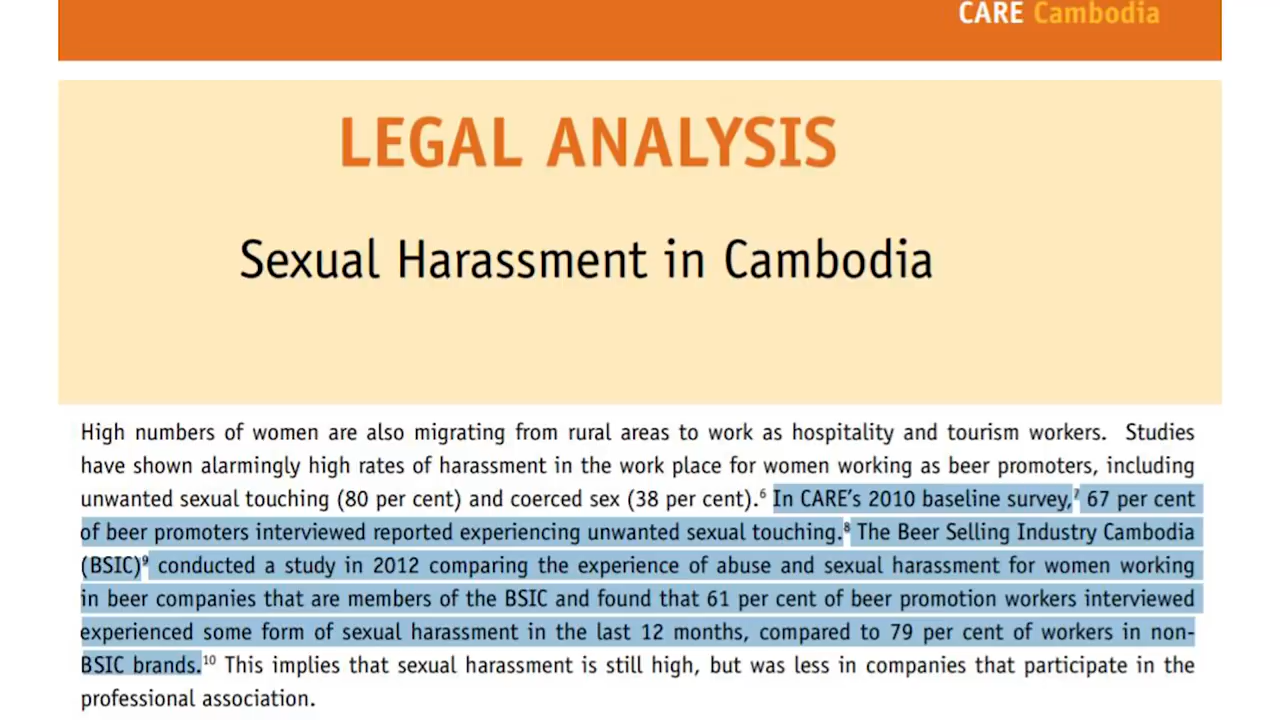 CARE Cambodia
LEGAL ANALYSIS
Sexual Harassment in Cambodia
High numbers of women are also migrating from rural areas to work as hospitality and tourism workers. Studies
have shown alarmingly high rates of harassment in the work place for women working as beer promoters, including
unwanted sexual touching (80 per cent) and coerced sex (38 per cent).⁶ In CARE's 2010 baseline survey,⁷ 67 per cent
of beer promoters interviewed reported experiencing unwanted sexual touching.⁸ The Beer Selling Industry Cambodia
(BSIC)⁹ conducted a study in 2012 comparing the experience of abuse and sexual harassment for women working
in beer companies that are members of the BSIC and found that 61 per cent of beer promotion workers interviewed
experienced some form of sexual harassment in the last 12 months, compared to 79 per cent of workers in non-
BSIC brands.¹⁰ This implies that sexual harassment is still high, but was less in companies that participate in the
professional association.